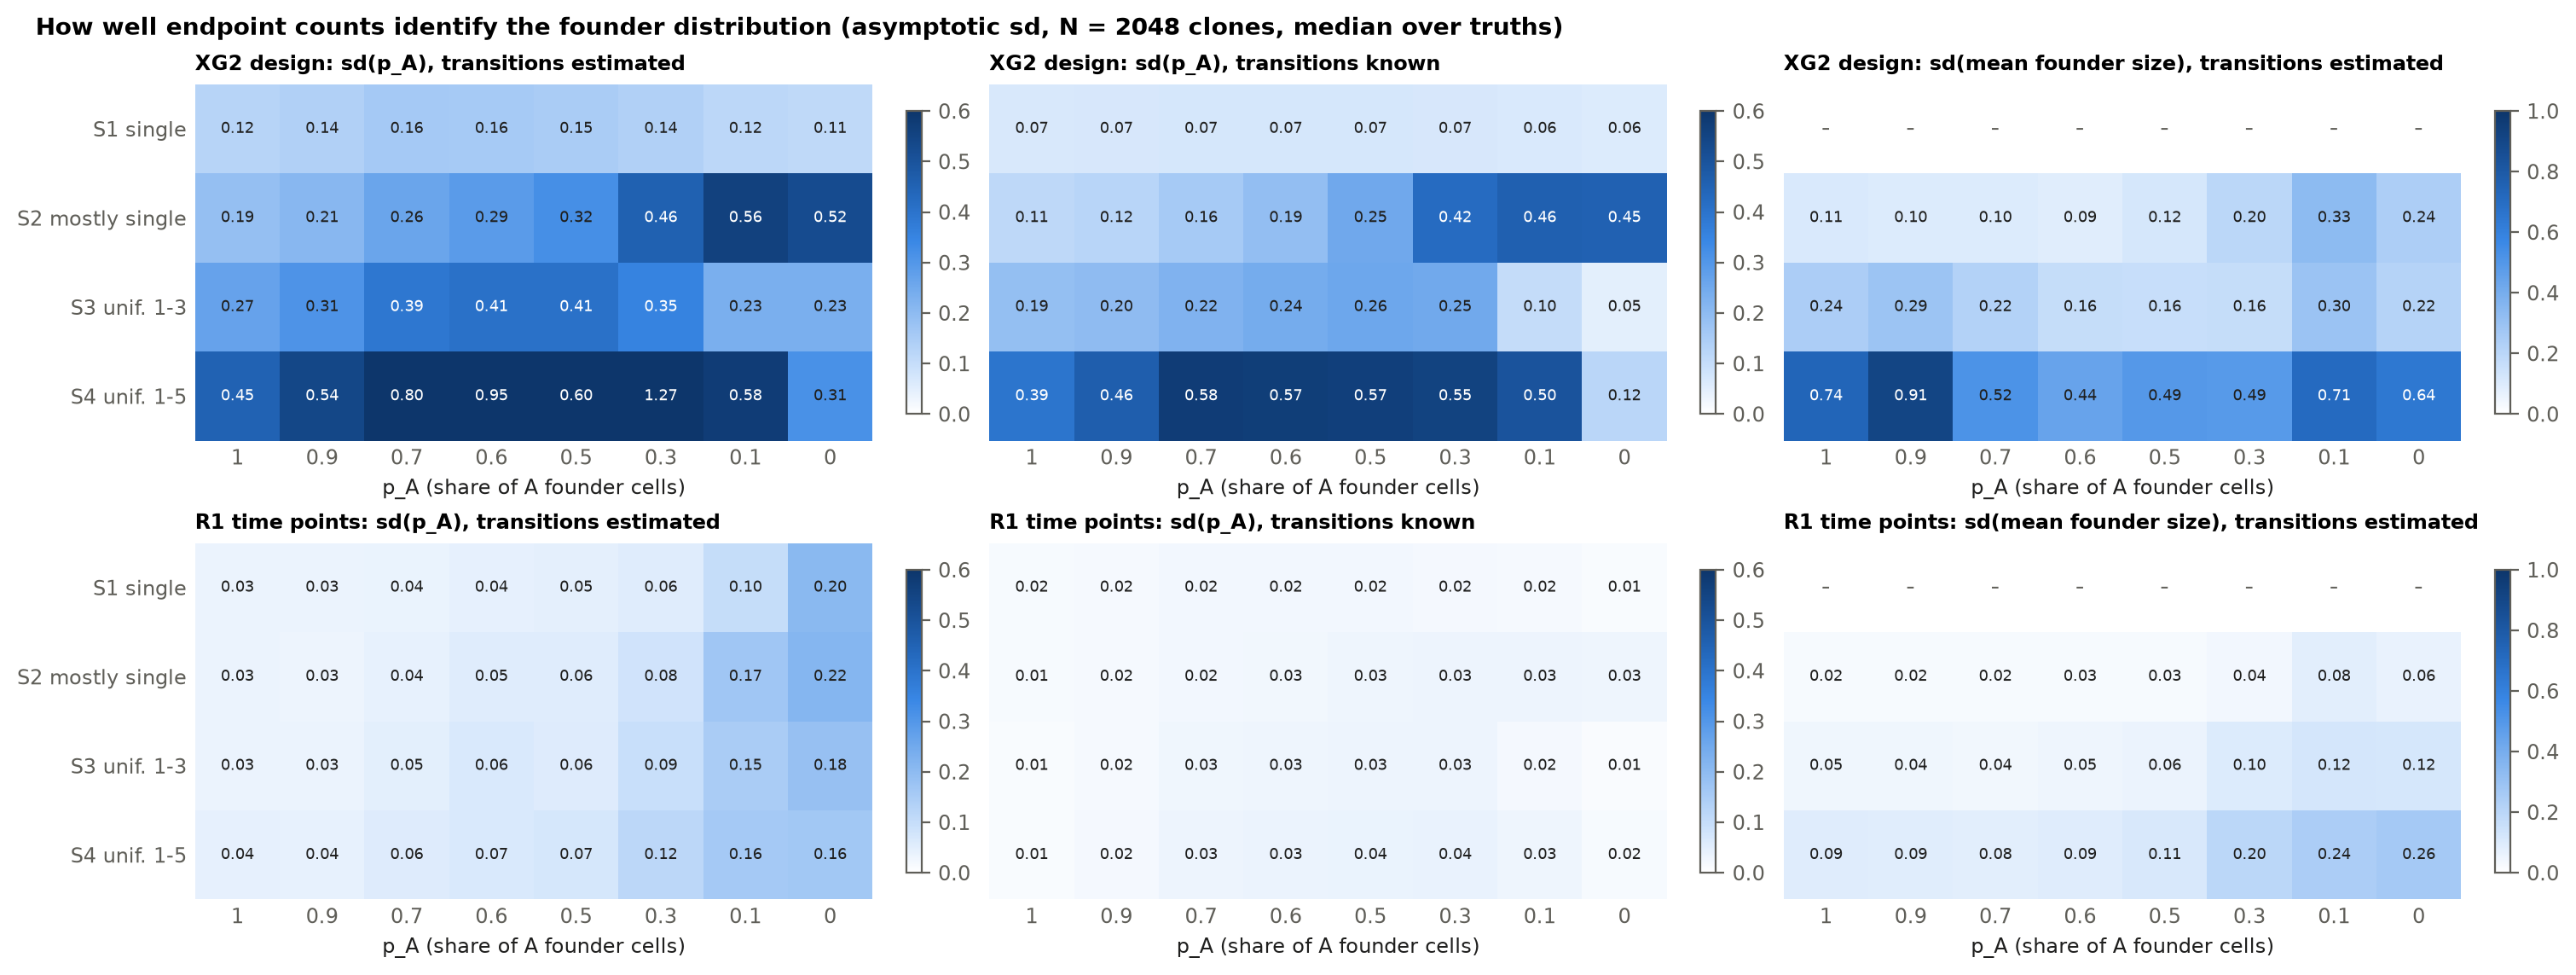 How well endpoint counts identify the founder distribution (asymptotic sd, N = 2048 clones, median over truths)
XG2 design: sd(p_A), transitions estimated
S1 single 0.12 0.14 0.16 0.16 0.15 0.14 0.12 0.11
S2 mostly single 0.19 0.21 0.26 0.29 0.32 0.46 0.56 0.52
S3 unif. 1-3 0.27 0.31 0.39 0.41 0.41 0.35 0.23 0.23
S4 unif. 1-5 0.45 0.54 0.80 0.95 0.60 1.27 0.58 0.31
1 0.9 0.7 0.6 0.5 0.3 0.1 0
p_A (share of A founder cells)
0.6
0.5
0.4
0.3
0.2
0.1
0.0
XG2 design: sd(p_A), transitions known
0.07 0.07 0.07 0.07 0.07 0.07 0.06 0.06
0.11 0.12 0.16 0.19 0.25 0.42 0.46 0.45
0.19 0.20 0.22 0.24 0.26 0.25 0.10 0.05
0.39 0.46 0.58 0.57 0.57 0.55 0.50 0.12
1 0.9 0.7 0.6 0.5 0.3 0.1 0
p_A (share of A founder cells)
0.6
0.5
0.4
0.3
0.2
0.1
0.0
XG2 design: sd(mean founder size), transitions estimated
- - - - - - - -
0.11 0.10 0.10 0.09 0.12 0.20 0.33 0.24
0.24 0.29 0.22 0.16 0.16 0.16 0.30 0.22
0.74 0.91 0.52 0.44 0.49 0.49 0.71 0.64
1 0.9 0.7 0.6 0.5 0.3 0.1 0
p_A (share of A founder cells)
1.0
0.8
0.6
0.4
0.2
0.0
R1 time points: sd(p_A), transitions estimated
S1 single 0.03 0.03 0.04 0.04 0.05 0.06 0.10 0.20
S2 mostly single 0.03 0.03 0.04 0.05 0.06 0.08 0.17 0.22
S3 unif. 1-3 0.03 0.03 0.05 0.06 0.06 0.09 0.15 0.18
S4 unif. 1-5 0.04 0.04 0.06 0.07 0.07 0.12 0.16 0.16
1 0.9 0.7 0.6 0.5 0.3 0.1 0
p_A (share of A founder cells)
0.6
0.5
0.4
0.3
0.2
0.1
0.0
R1 time points: sd(p_A), transitions known
0.02 0.02 0.02 0.02 0.02 0.02 0.02 0.01
0.01 0.02 0.02 0.03 0.03 0.03 0.03 0.03
0.01 0.02 0.03 0.03 0.03 0.03 0.02 0.01
0.01 0.02 0.03 0.03 0.04 0.04 0.03 0.02
1 0.9 0.7 0.6 0.5 0.3 0.1 0
p_A (share of A founder cells)
0.6
0.5
0.4
0.3
0.2
0.1
0.0
R1 time points: sd(mean founder size), transitions estimated
- - - - - - - -
0.02 0.02 0.02 0.03 0.03 0.04 0.08 0.06
0.05 0.04 0.04 0.05 0.06 0.10 0.12 0.12
0.09 0.09 0.08 0.09 0.11 0.20 0.24 0.26
1 0.9 0.7 0.6 0.5 0.3 0.1 0
p_A (share of A founder cells)
1.0
0.8
0.6
0.4
0.2
0.0